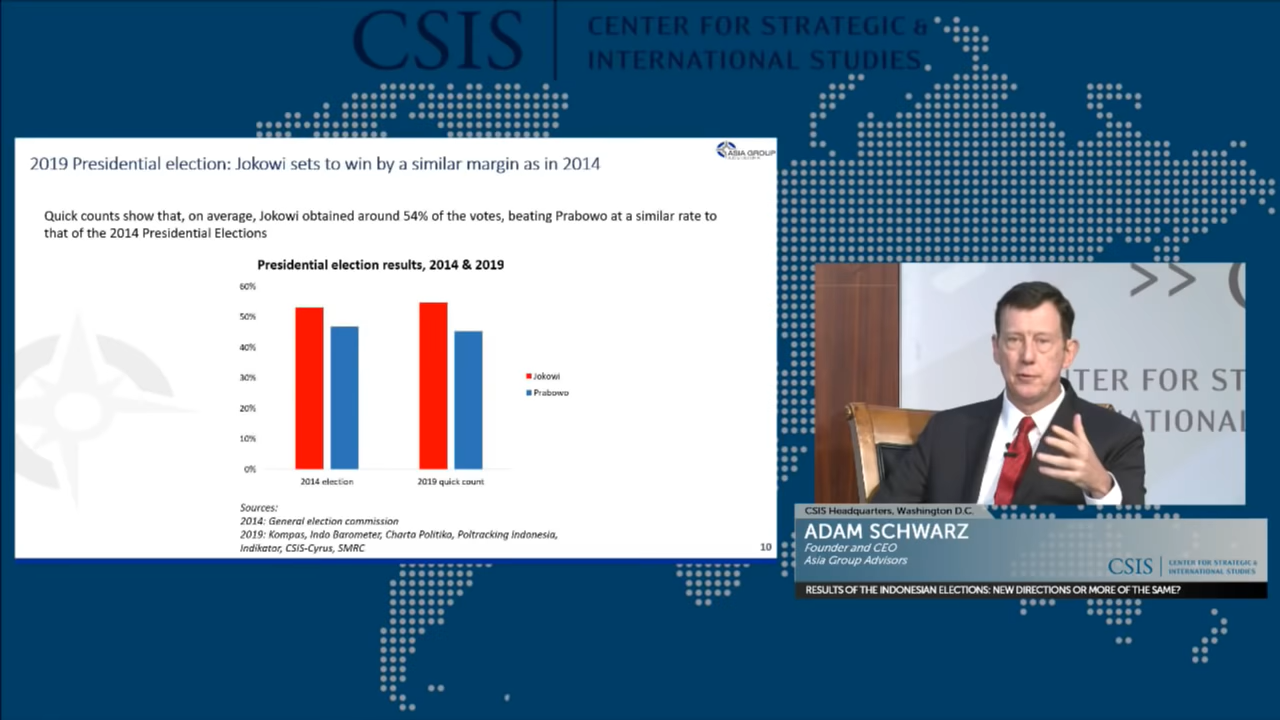 CSIS
CENTER FOR STRATEGIC &
INTERNATIONAL STUDIES
ASIA GROUP
2019 Presidential election: Jokowi sets to win by a similar margin as in 2014
Quick counts show that, on average, Jokowi obtained around 54% of the votes, beating Prabowo at a similar rate to
that of the 2014 Presidential Elections
Presidential election results, 2014 & 2019
60%
50%
40%
30%
20%
10%
0%
2014 election
2019 quick count
Jokowi
Prabowo
Sources:
2014: General election commission
2019: Kompas, Indo Barometer, Charta Politika, Poltracking Indonesia,
Indikator, CSIS-Cyrus, SMRC
10
>> 
TER FOR ST
ATIONAL
CSIS Headquarters, Washington D.C.
ADAM SCHWARZ
Founder and CEO
Asia Group Advisors
CSIS
CENTER FOR STRATEGIC &
INTERNATIONAL STUDIES
RESULTS OF THE INDONESIAN ELECTIONS: NEW DIRECTIONS OR MORE OF THE SAME?